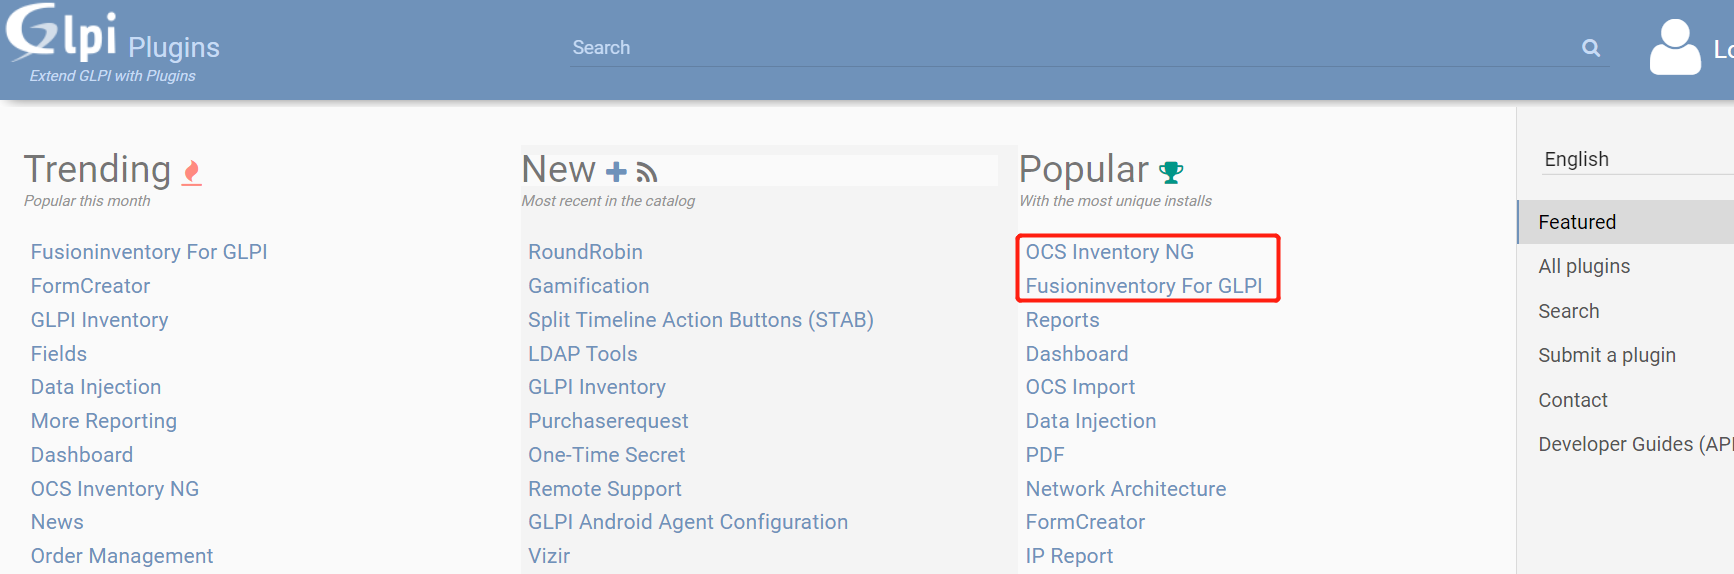 Glpi Plugins
Extend GLPI with Plugins
Search
Lo
Trending
Popular this month
Fusioninventory For GLPI
FormCreator
GLPI Inventory
Fields
Data Injection
More Reporting
Dashboard
OCS Inventory NG
News
Order Management
New
Most recent in the catalog
RoundRobin
Gamification
Split Timeline Action Buttons (STAB)
LDAP Tools
GLPI Inventory
Purchaserequest
One-Time Secret
Remote Support
GLPI Android Agent Configuration
Vizir
Popular
With the most unique installs
OCS Inventory NG
Fusioninventory For GLPI
Reports
Dashboard
OCS Import
Data Injection
PDF
Network Architecture
FormCreator
IP Report
English
Featured
All plugins
Search
Submit a plugin
Contact
Developer Guides (API